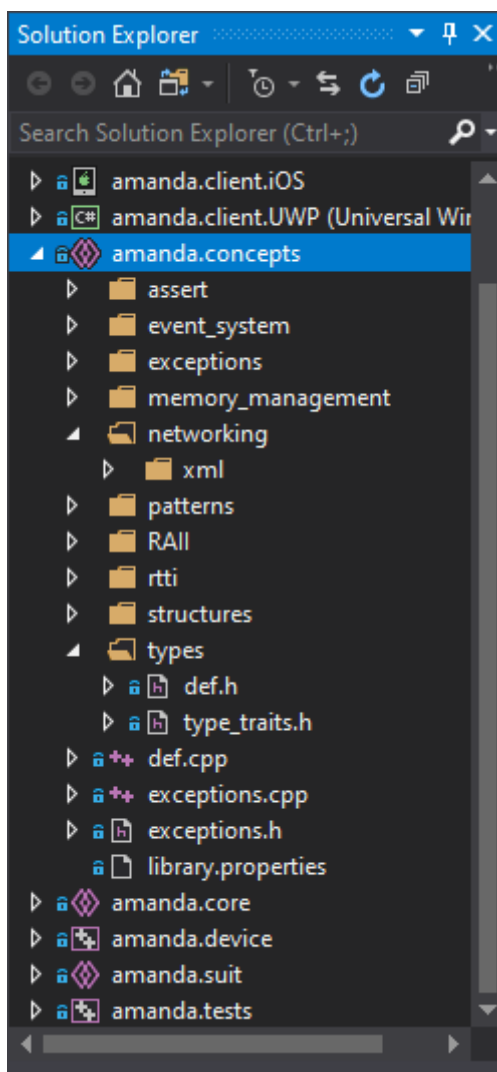 Solution Explorer
Search Solution Explorer (Ctrl+;)
amanda.client.iOS
C# amanda.client.UWP (Universal Wir
amanda.concepts
assert
event_system
exceptions
memory_management
networking
xml
patterns
RAII
rtti
structures
types
h def.h
h type_traits.h
++ def.cpp
++ exceptions.cpp
h exceptions.h
library.properties
amanda.core
amanda.device
amanda.suit
amanda.tests